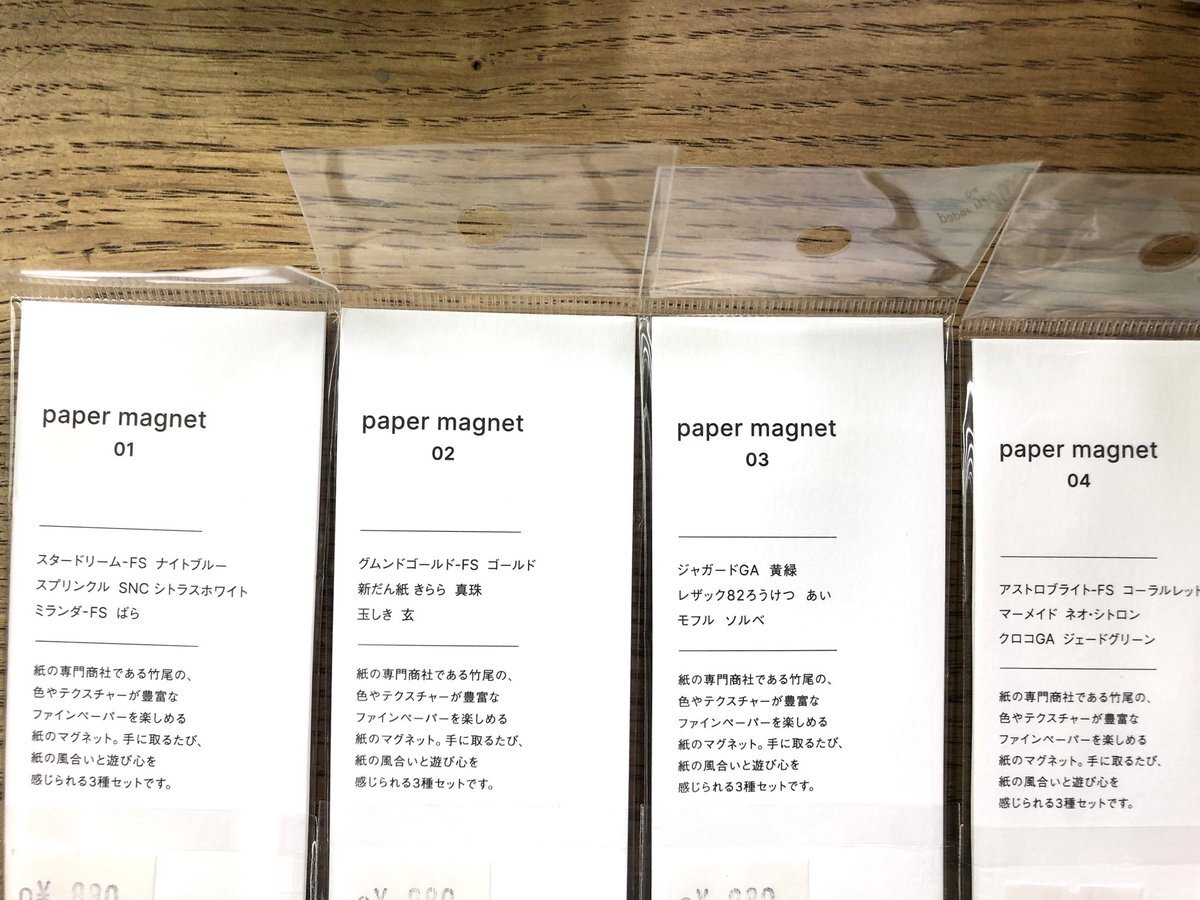 paper magnet
01
スタードリーム-FS ナイトブルー
スプリンクル SNC シトラスホワイト
ミランダ-FS ばら
紙の専門商社である竹尾の、
色やテクスチャーが豊富な
ファインペーパーを楽しめる
紙のマグネット。手に取るたび、
紙の風合いと遊び心を
感じられる3種セットです。
paper magnet
02
グムンドゴールド-FS ゴールド
新だん紙 きらら 真珠
玉しき 玄
紙の専門商社である竹尾の、
色やテクスチャーが豊富な
ファインペーパーを楽しめる
紙のマグネット。手に取るたび、
紙の風合いと遊び心を
感じられる3種セットです。
paper magnet
03
ジャガードGA 黄緑
レザック82ろうけつ あい
モフル ソルベ
紙の専門商社である竹尾の、
色やテクスチャーが豊富な
ファインペーパーを楽しめる
紙のマグネット。手に取るたび、
紙の風合いと遊び心を
感じられる3種セットです。
paper magnet
04
アストロブライト-FS コーラルレッド
マーメイド ネオ・シトロン
クロコGA ジェードグリーン
紙の専門商社である竹尾の、
色やテクスチャーが豊富な
ファインペーパーを楽しめる
紙のマグネット。手に取るたび、
紙の風合いと遊び心を
感じられる3種セットです。